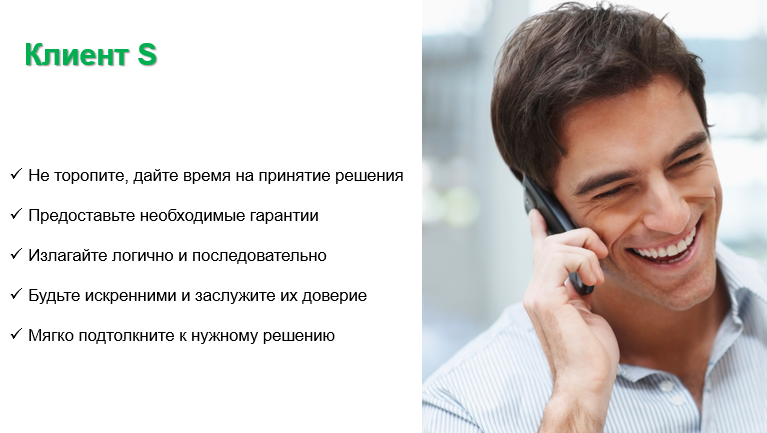 Клиент S
✓ Не торопите, дайте время на принятие решения
✓ Предоставьте необходимые гарантии
✓ Излагайте логично и последовательно
✓ Будьте искренними и заслужите их доверие
✓ Мягко подтолкните к нужному решению